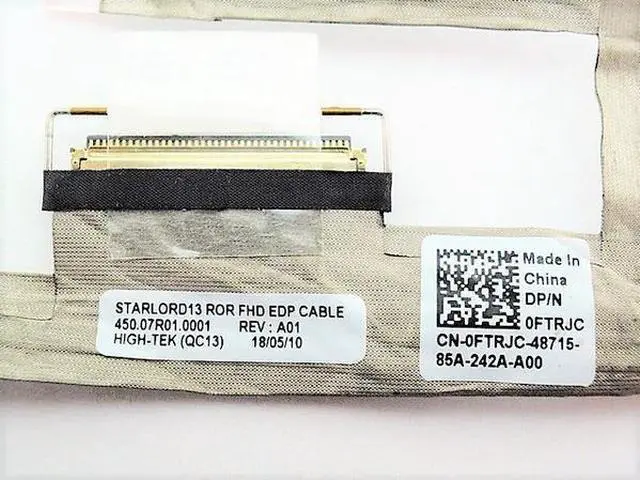 STARLORD13 ROR FHD EDP CABLE
450.07R01.0001 REV : A01
HIGH-TEK (QC13) 18/05/10
Made In
China
DP/N
0FTRJC
CN-0FTRJC-48715-
85A-242A-A00